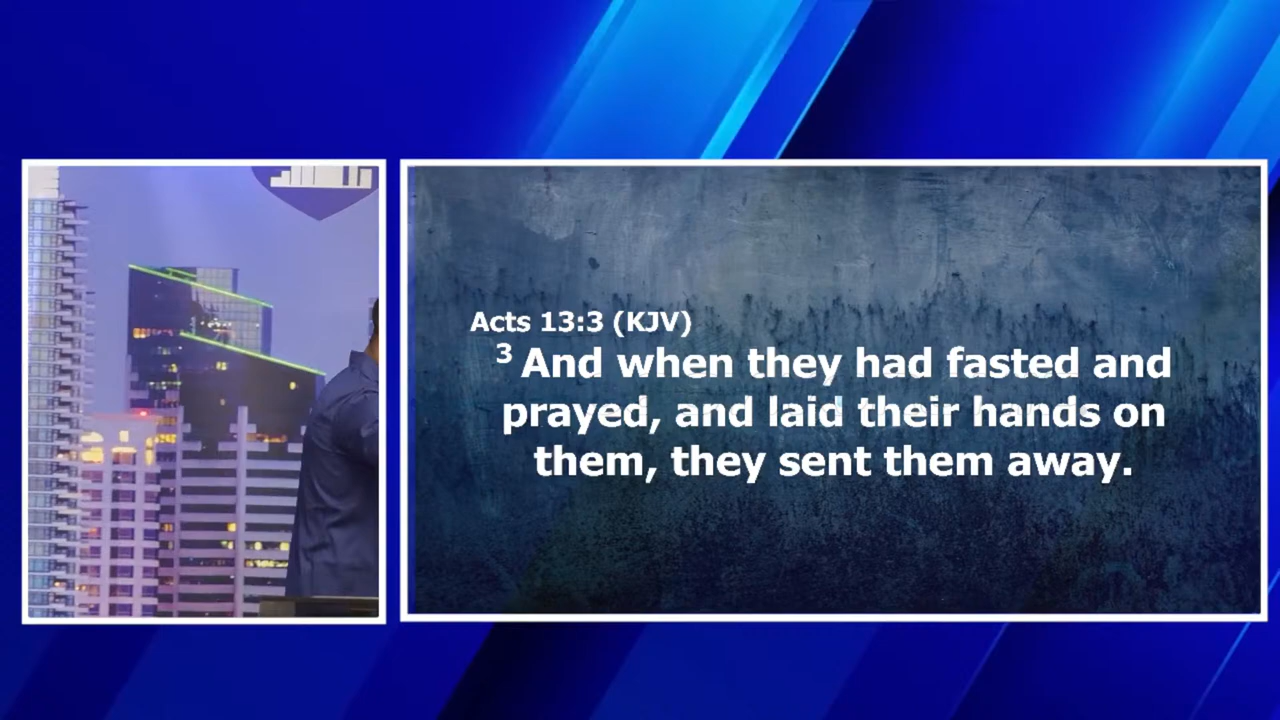 Acts 13:3 (KJV)
3 And when they had fasted and
prayed, and laid their hands on
them, they sent them away.